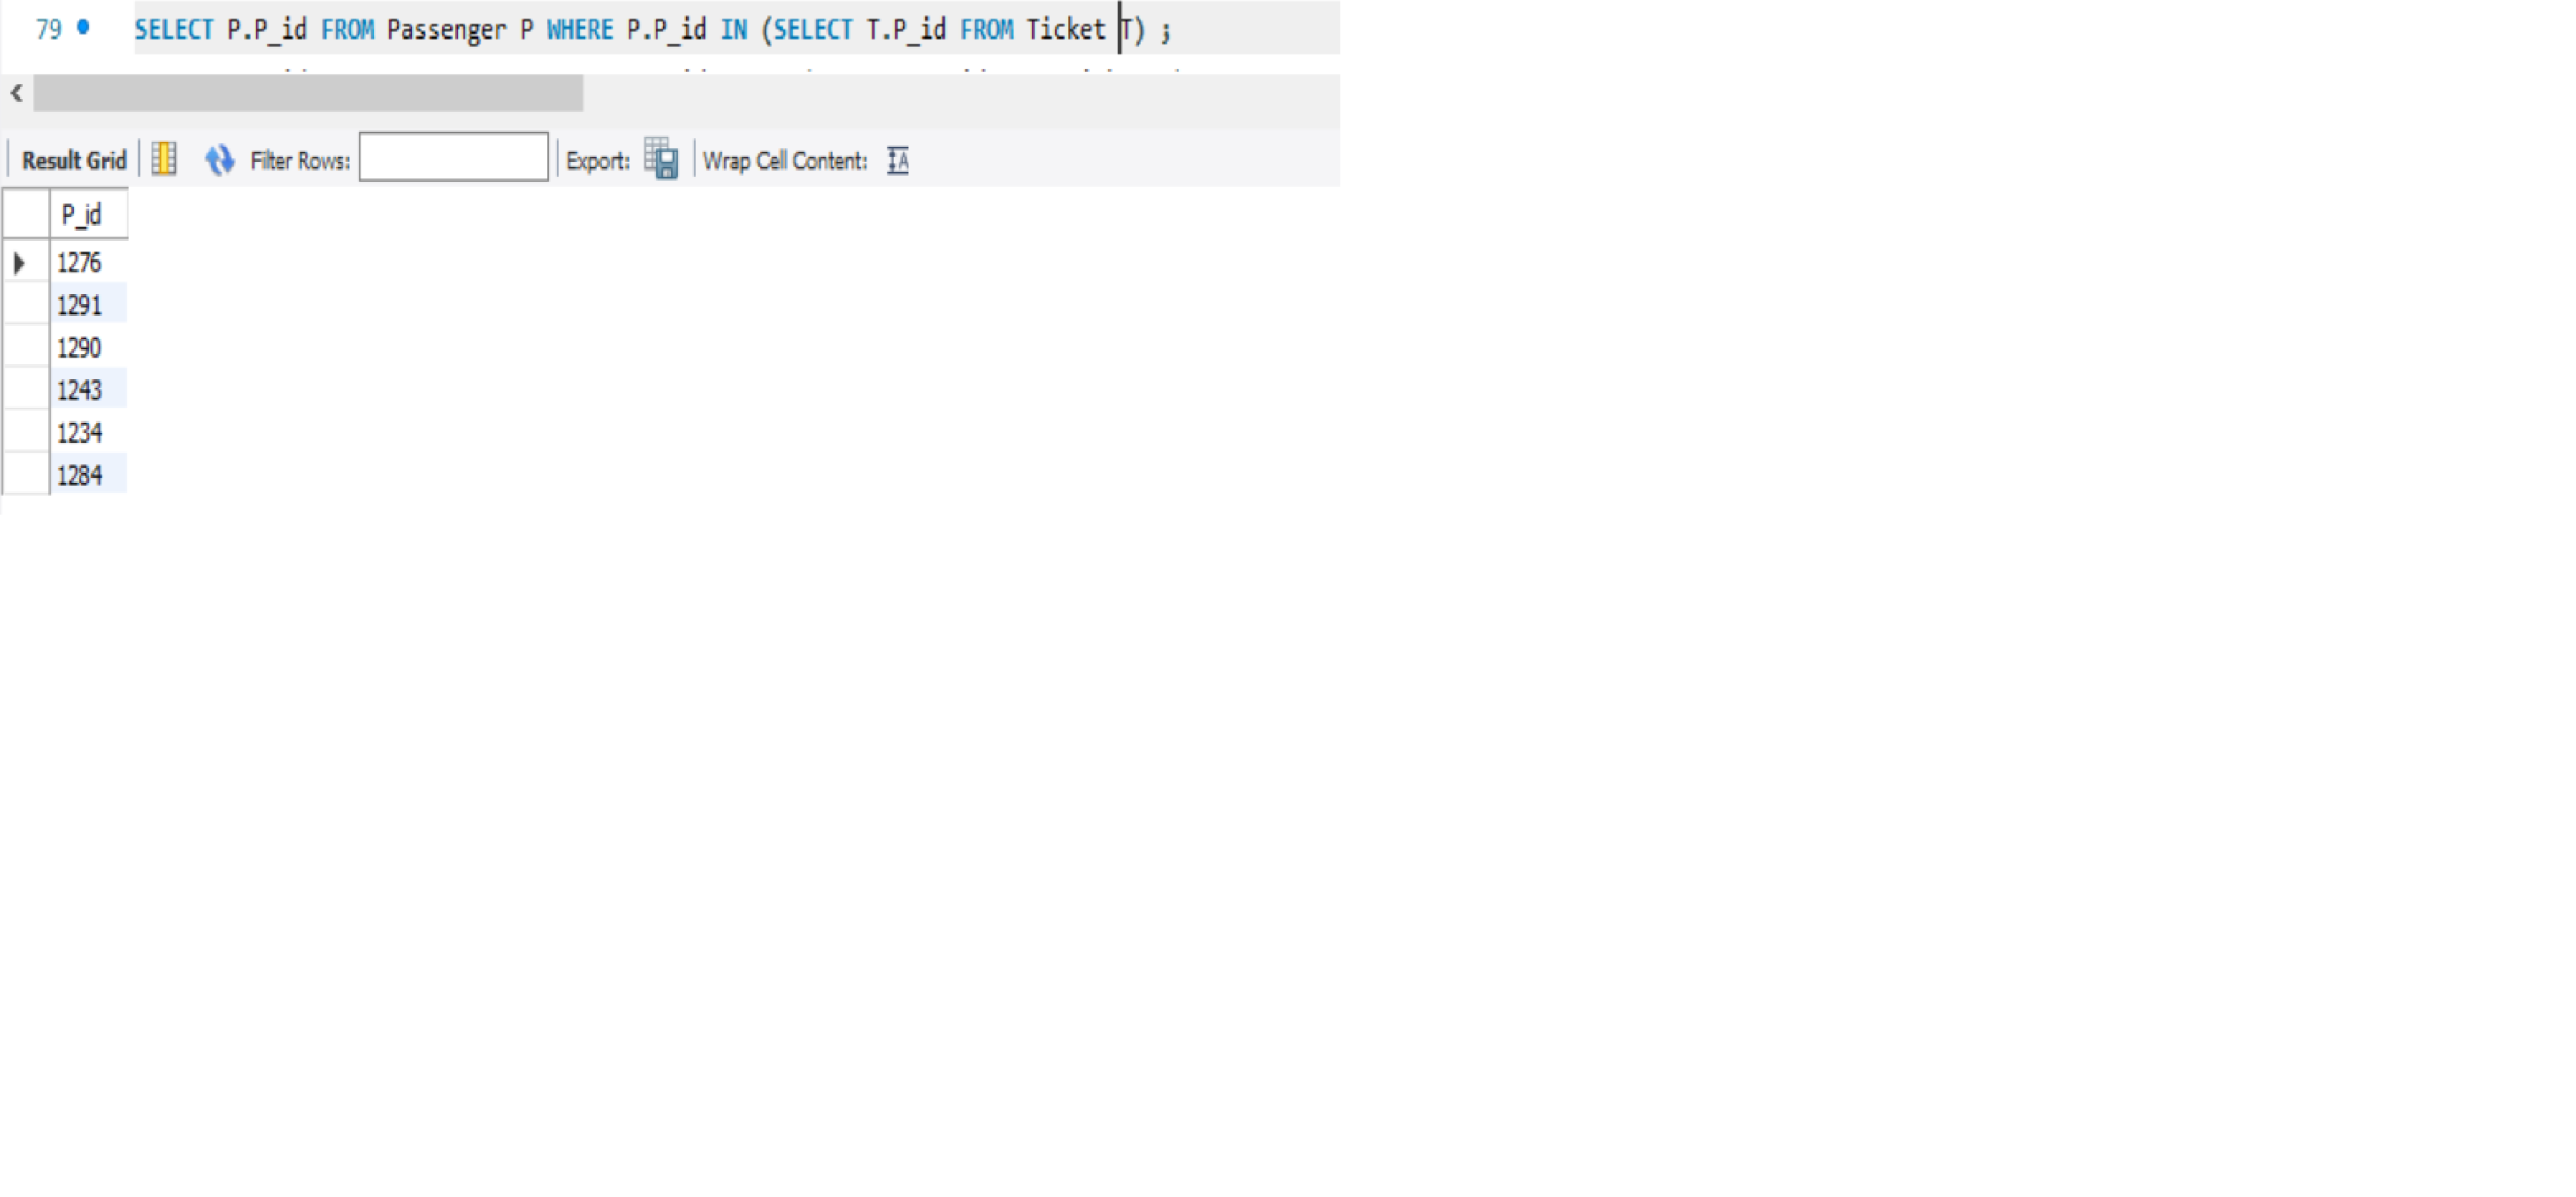 79 SELECT P.P_id FROM Passenger P WHERE P.P_id IN (SELECT T.P_id FROM Ticket T) ;
Result Grid Filter Rows: Export: Wrap Cell Content:
P_id
1276
1291
1290
1243
1234
1284